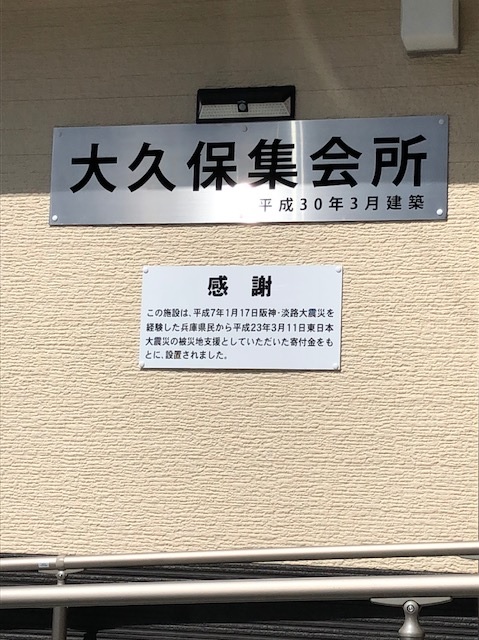 大久保集会所
平成30年3月建築
感謝
この施設は、平成7年1月17日阪神・淡路大震災を
経験した兵庫県民から平成23年3月11日東日本
大震災の被災地支援としていただいた寄付金をも
とに、設置されました。